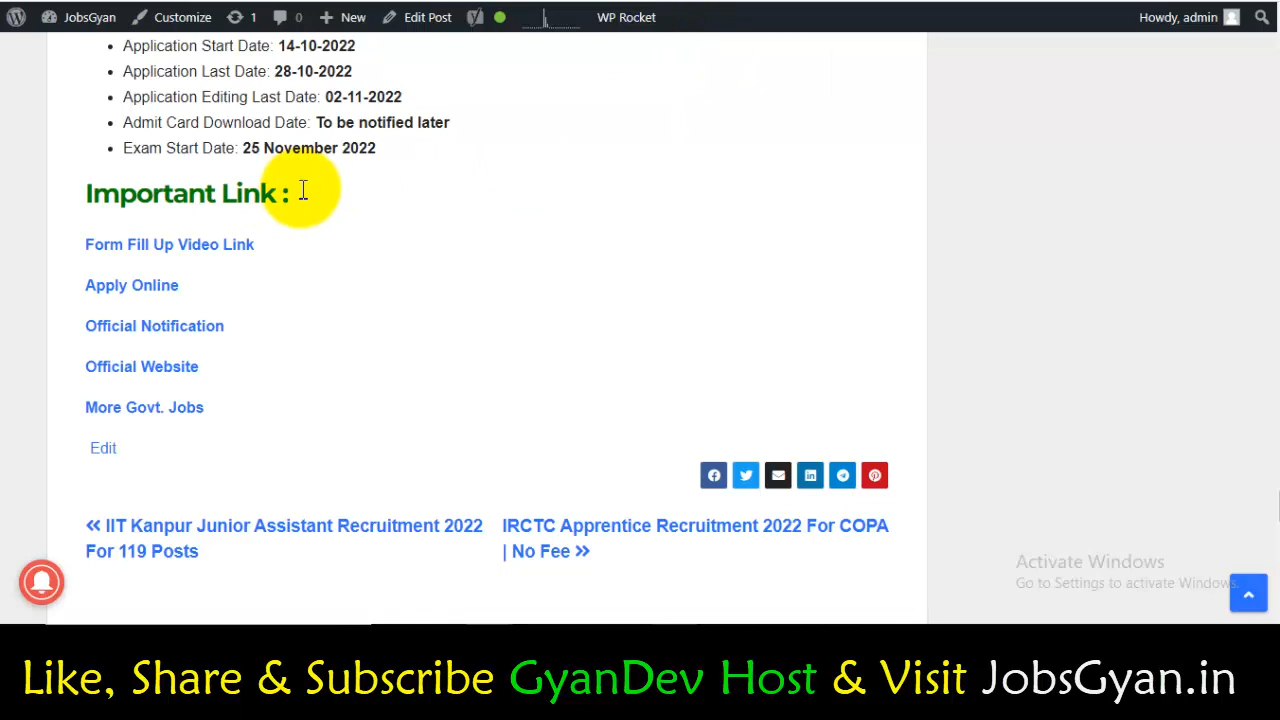 JobsGyan Customize 1 0 New Edit Post WP Rocket Howdy, admin
Application Start Date: 14-10-2022
Application Last Date: 28-10-2022
Application Editing Last Date: 02-11-2022
Admit Card Download Date: To be notified later
Exam Start Date: 25 November 2022
Important Link :
Form Fill Up Video Link
Apply Online
Official Notification
Official Website
More Govt. Jobs
Edit
« IIT Kanpur Junior Assistant Recruitment 2022
For 119 Posts
IRCTC Apprentice Recruitment 2022 For COPA
| No Fee »
Activate Windows
Go to Settings to activate Windows.
Like, Share & Subscribe GyanDev Host & Visit JobsGyan.in